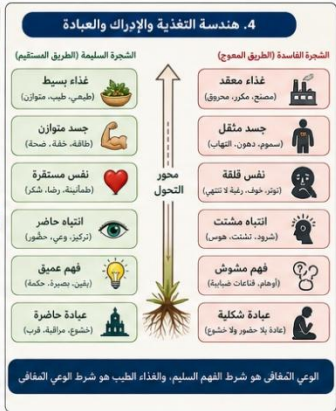 4. هندسة التغذية والإدراك والعبادة
الشجرة الفاسدة (الطريق المعوج)
الشجرة السليمة (الطريق المستقيم)
غذاء معقد
(مصنع، مكرر، محروق)
غذاء بسيط
(طبيعي، طيب، متوازن)
جسد مثقل
(سموم، دهون، التهاب)
جسد متوازن
(طاقة، خفة، صحة)
نفس قلقة
(توتر، خوف، رغبة لا تنتهي)
نفس مستقرة
(طمأنينة، رضا، شكر)
محور
التحول
انتباه مشتت
(شرود، تشتت، هوس)
انتباه حاضر
(تركيز، وعي، حضور)
فهم مشوش
(أوهام، قناعات ضبابية)
فهم عميق
(يقين، بصيرة، حكمة)
عبادة شكلية
(عادة بلا حضور ولا خشوع)
عبادة حاضرة
(خشوع، مراقبة، قرب)
الوعي المُعَافى هو شرط الفهم السليم، والغذاء الطيب هو شرط الوعي المُعَافى